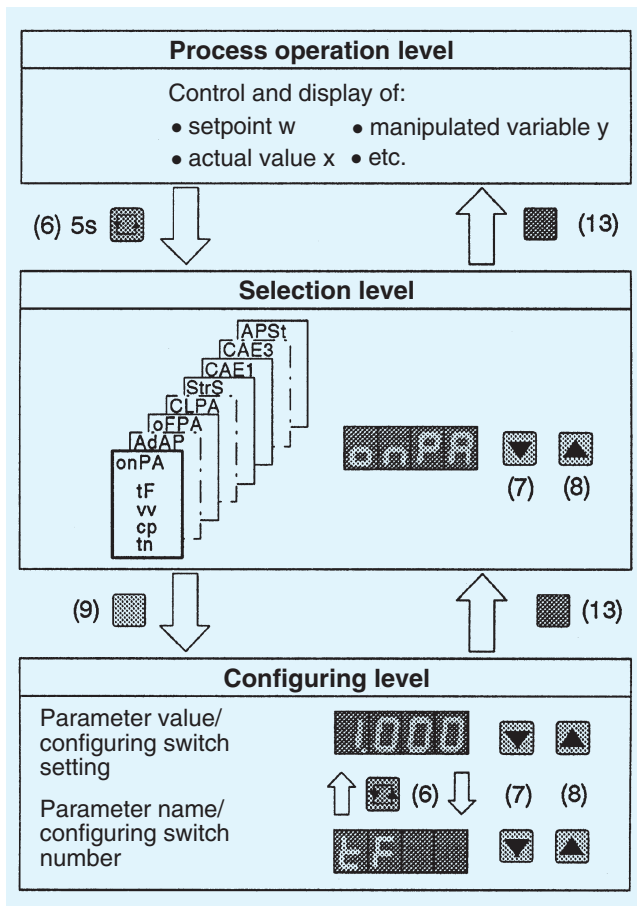 Process operation level
Control and display of:
• setpoint w • manipulated variable y
• actual value x • etc.
(6) 5s (13)
Selection level
APSt
CAE3
CAE1
StrS
CLPA
oFPA
AdAP
onPA
tF
vv
cp
tn
onPA
(7) (8)
(9) (13)
Configuring level
Parameter value/
configuring switch
setting
1000
(6) (7) (8)
Parameter name/
configuring switch
number
tF